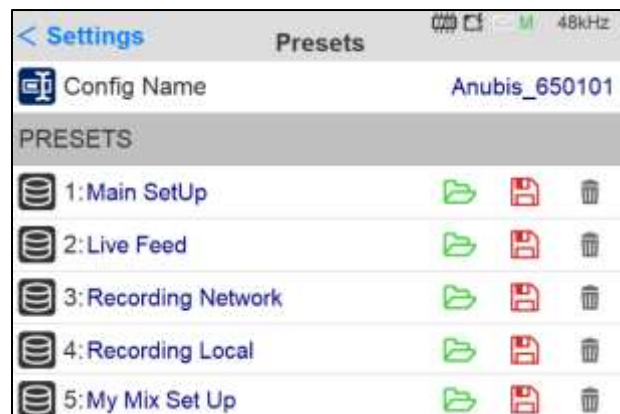 < Settings Presets M 48kHz
Config Name Anubis_650101
PRESETS
1:Main SetUp
2:Live Feed
3:Recording Network
4:Recording Local
5:My Mix Set Up